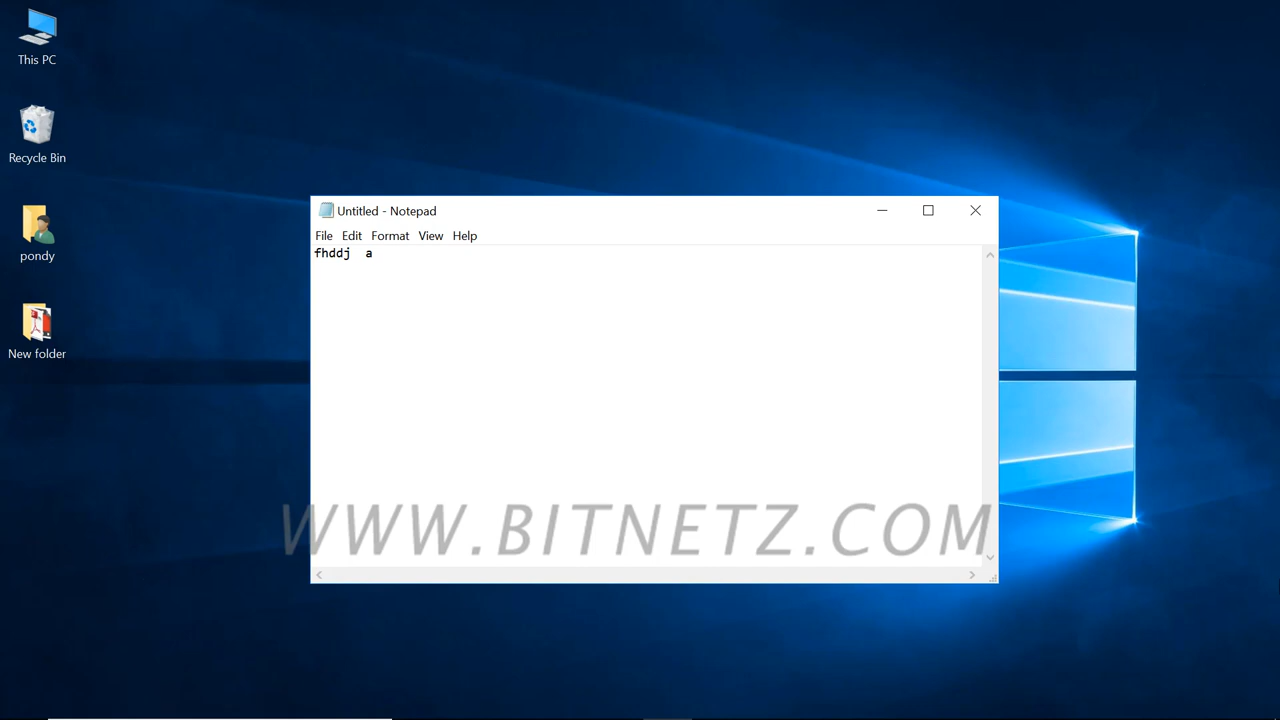 This PC
Recycle Bin
pondy
New folder
Untitled - Notepad
File Edit Format View Help
fhddj  a
WWW.BITNETZ.COM